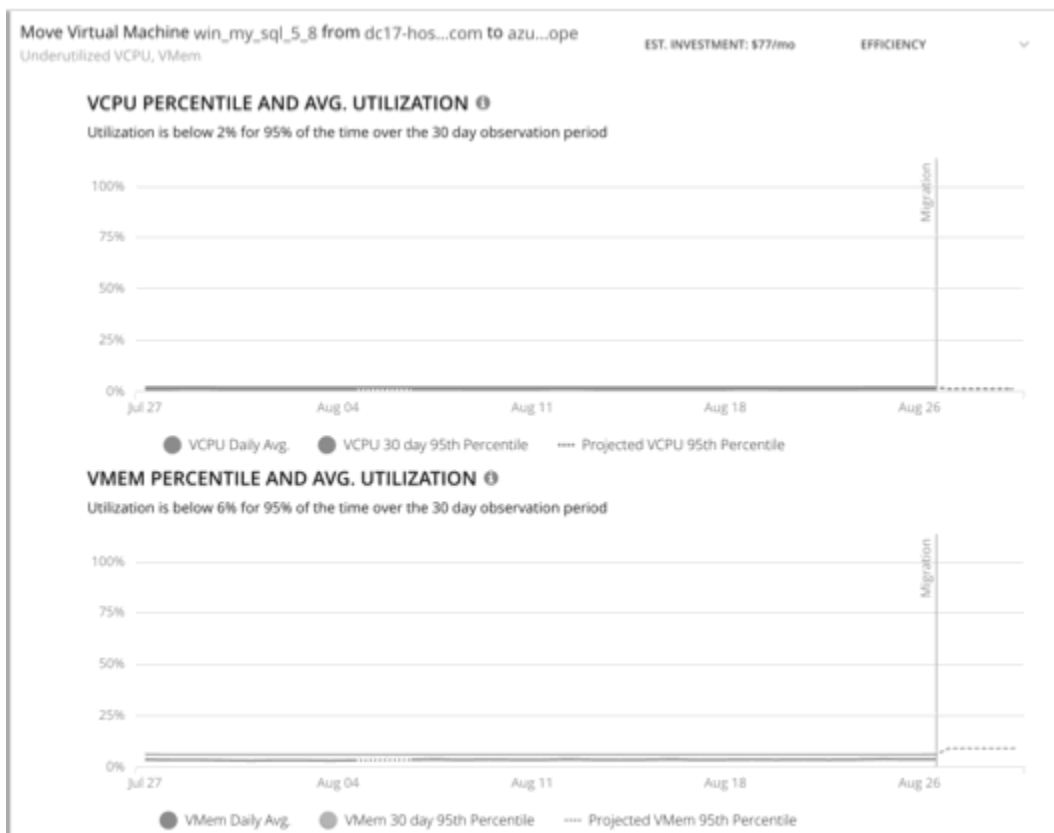 Move Virtual Machine win_my_sql_5_8 from dc17-hos...com to azu...ope
EST. INVESTMENT: $77/mo
EFFICIENCY
Underutilized VCPU, VMem
VCPU PERCENTILE AND AVG. UTILIZATION
Utilization is below 2% for 95% of the time over the 30 day observation period
Migration
100%
75%
50%
25%
0%
Jul 27 Aug 04 Aug 11 Aug 18 Aug 26
VCPU Daily Avg. VCPU 30 day 95th Percentile Projected VCPU 95th Percentile
VMEM PERCENTILE AND AVG. UTILIZATION
Utilization is below 6% for 95% of the time over the 30 day observation period
Migration
100%
75%
50%
25%
0%
Jul 27 Aug 04 Aug 11 Aug 18 Aug 26
VMem Daily Avg. VMem 30 day 95th Percentile Projected VMem 95th Percentile